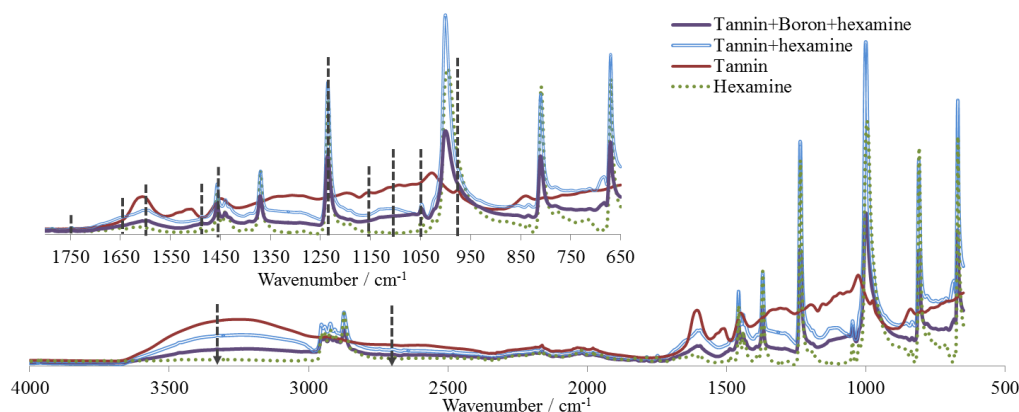 Tannin+Boron+hexamine
Tannin+hexamine
Tannin
Hexamine
1750 1650 1550 1450 1350 1250 1150 1050 950 850 750 650
Wavenumber / cm-1
4000 3500 3000 2500 2000 1500 1000 500
Wavenumber / cm-1